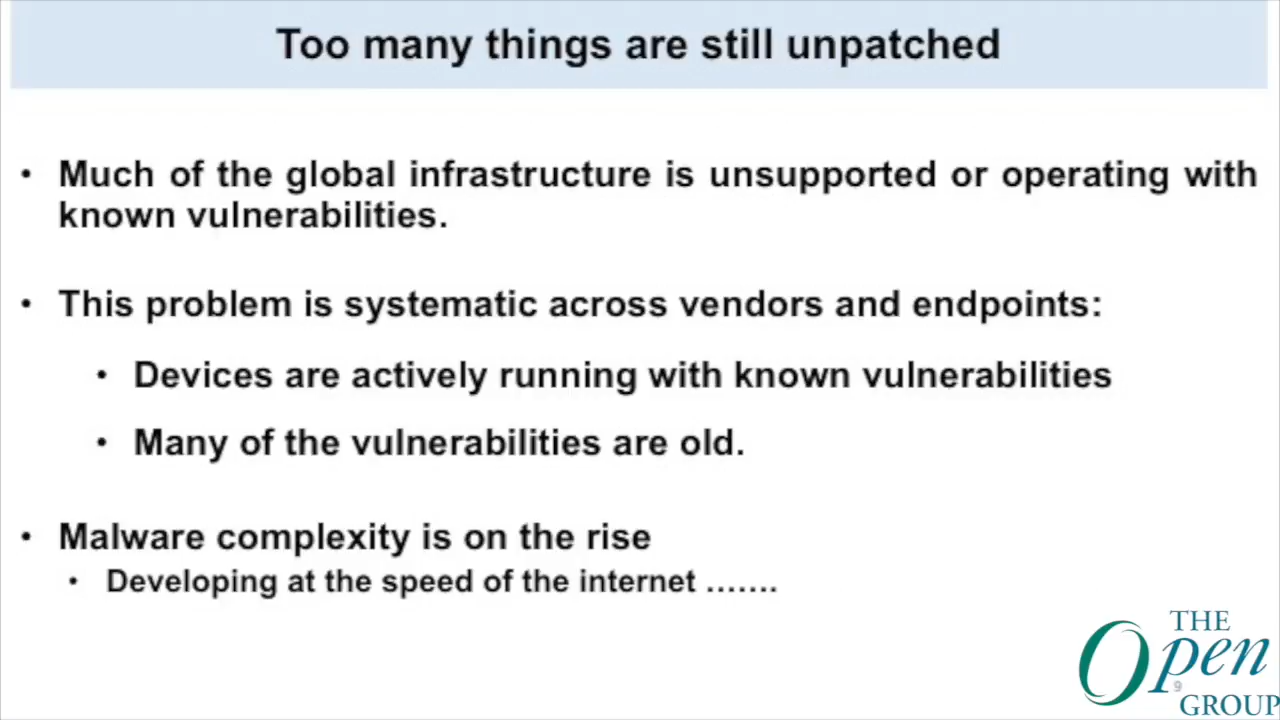 Too many things are still unpatched
• Much of the global infrastructure is unsupported or operating with
known vulnerabilities.
• This problem is systematic across vendors and endpoints:
• Devices are actively running with known vulnerabilities
• Many of the vulnerabilities are old.
• Malware complexity is on the rise
• Developing at the speed of the internet .......
THE
Open
9
GROUP